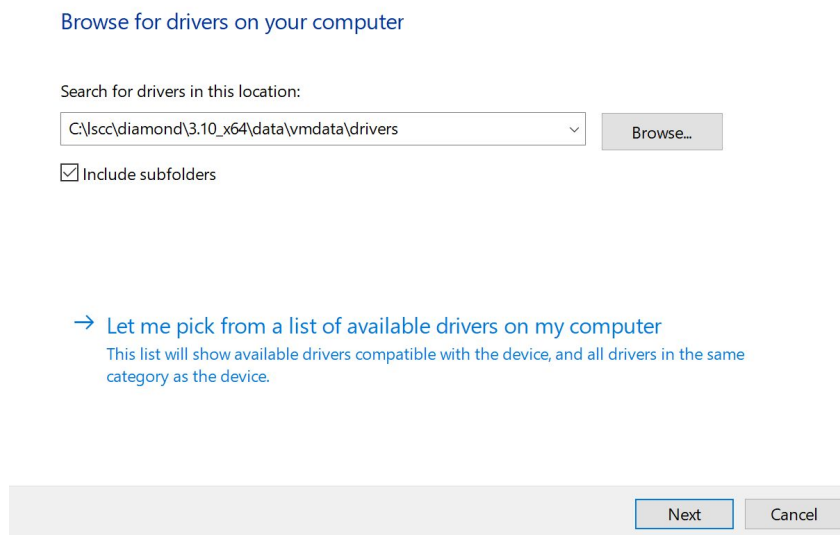 Browse for drivers on your computer
Search for drivers in this location:
C:\lscc\diamond\3.10_x64\data\vmdata\drivers
Browse...
Include subfolders
Let me pick from a list of available drivers on my computer
This list will show available drivers compatible with the device, and all drivers in the same
category as the device.
Next
Cancel